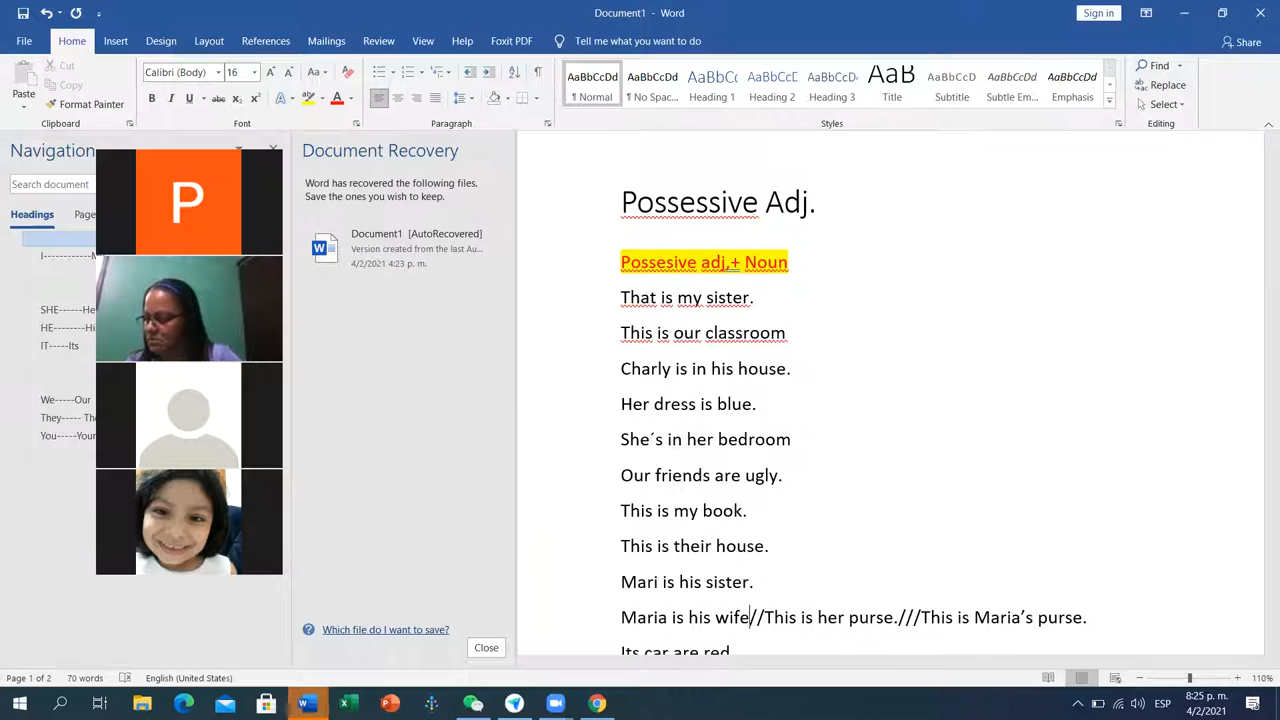 Document1 - Word
Sign in
File Home Insert Design Layout References Mailings Review View Help Foxit PDF Tell me what you want to do Share
Paste
Cut
Copy
Format Painter
Clipboard
Calibri (Body) 16
Font
Paragraph
AaBbCcDd AaBbCcDd AaBbC AaBbCcC AaBbCcD AaB AaBbCcD AaBbCcDd AaBbCcDd
¶ Normal ¶ No Spac... Heading 1 Heading 2 Heading 3 Title Subtitle Subtle Em... Emphasis
Styles
Find
Replace
Select
Editing
Navigation
Search document
Headings Page
I
SHE-----He
HE-----Hi
IT----Its
We----Our
They---- The
You-----Your
P
Document Recovery
Word has recovered the following files.
Save the ones you wish to keep.
Document1 [AutoRecovered]
Version created from the last Au...
4/2/2021 4:23 p. m.
Which file do I want to save?
Close
Possessive Adj.
Possesive adj,+ Noun
That is my sister.
This is our classroom
Charly is in his house.
Her dress is blue.
She´s in her bedroom
Our friends are ugly.
This is my book.
This is their house.
Mari is his sister.
Maria is his wife//This is her purse.///This is Maria’s purse.
Its car are red
Page 1 of 2 70 words English (United States) 110%
ESP
8:25 p. m.
4/2/2021